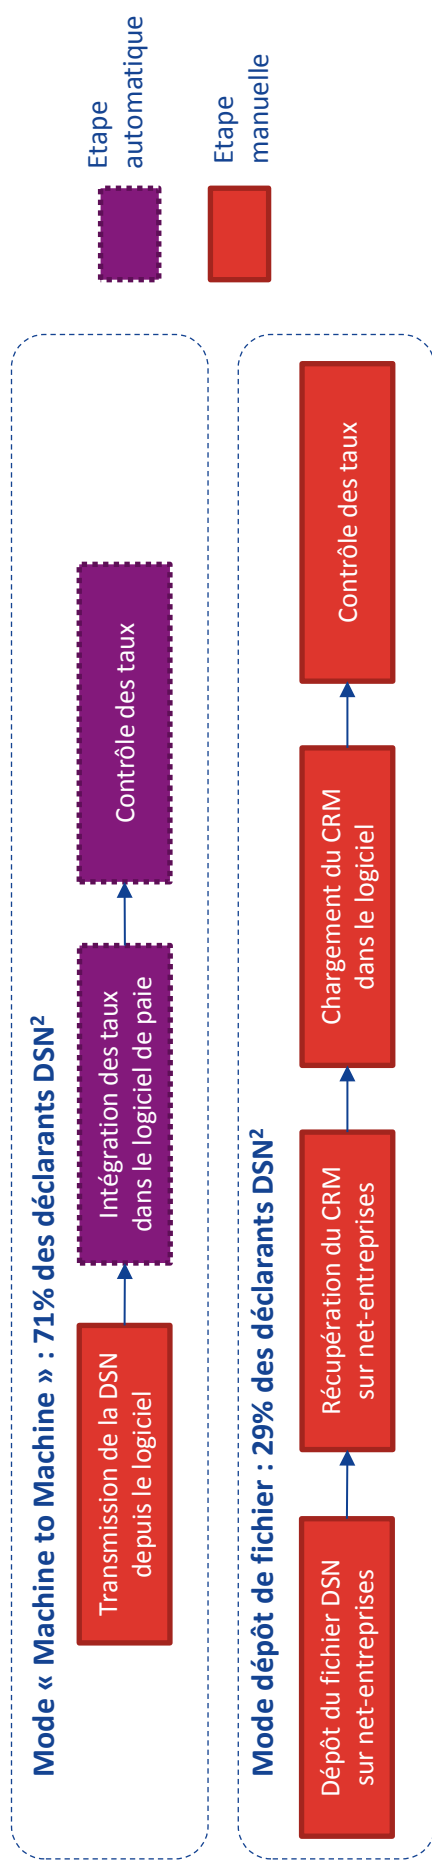 Mode « Machine to Machine » : 71% des déclarants DSN²
Transmission de la DSN
depuis le logiciel
Intégration des taux
dans le logiciel de paie
Contrôle des taux
Mode dépôt de fichier : 29% des déclarants DSN²
Dépôt du fichier DSN
sur net-entreprises
Récupération du CRM
sur net-entreprises
Chargement du CRM
dans le logiciel
Contrôle des taux
Etape
automatique
Etape
manuelle